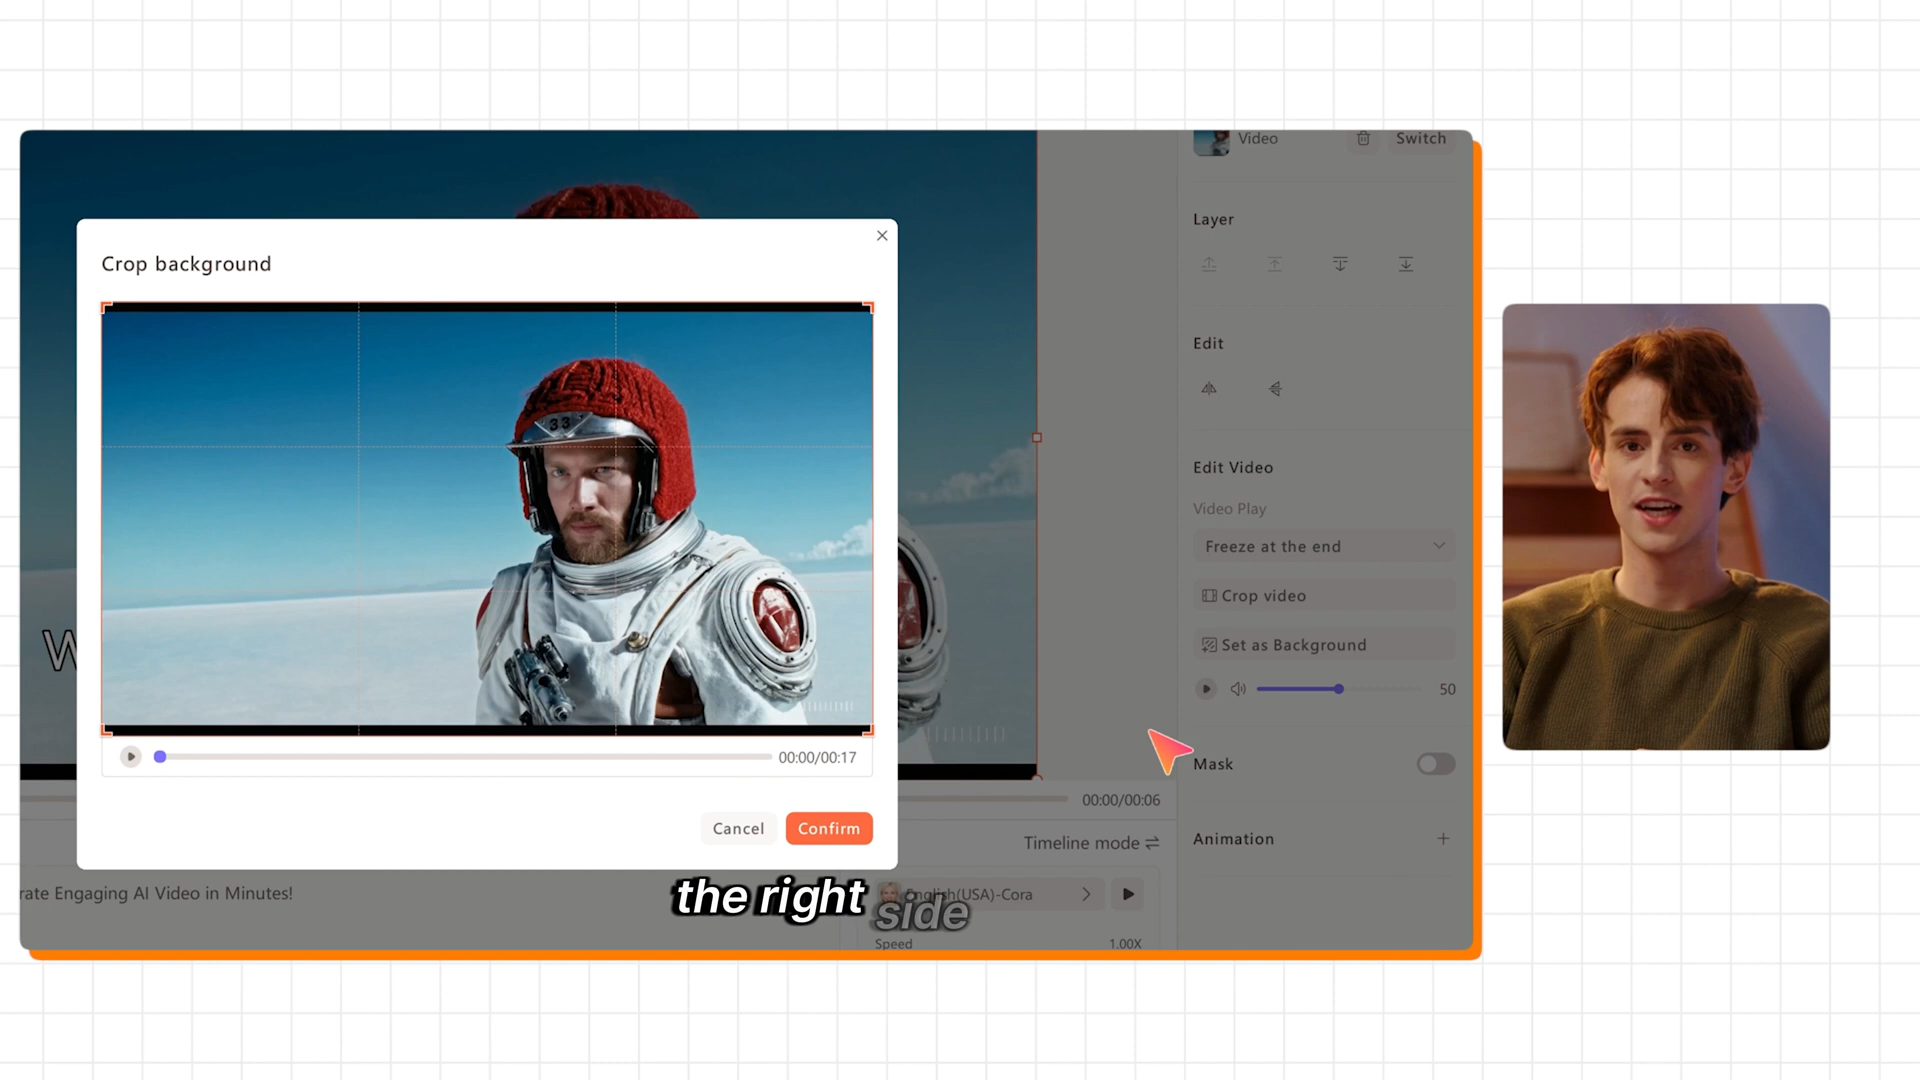 Video
Switch
Layer
Crop background
Edit
33
Edit Video
Video Play
Freeze at the end
Crop video
Set as Background
W
50
00:00/00:17
Mask
00:00/00:06
Cancel
Confirm
Timeline mode
Animation
rate Engaging AI Video in Minutes!
English(USA)-Cora
the right side
Speed
1.00X